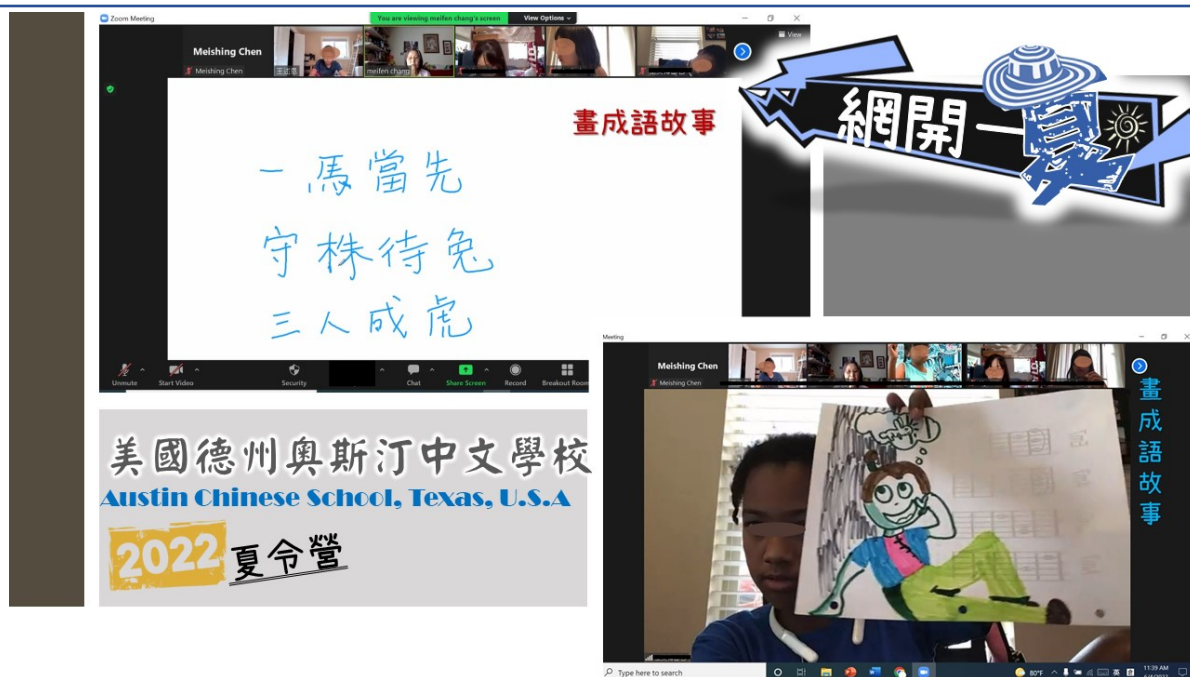 Zoom Meeting
You are viewing meifen chang's screen
View Options
View
Meishing Chen
Meishing Chen
meifen chang
畫成語故事
一馬當先
守株待兔
三人成虎
Unmute
Start Video
Security
Chat
Share Screen
Record
Breakout Room
網開一夏
美國德州奧斯汀中文學校
Austin Chinese School, Texas, U.S.A
2022 夏令營
Meeting
Meishing Chen
Meishing Chen
畫成語故事
Type here to search
80°F
英
11:39 AM